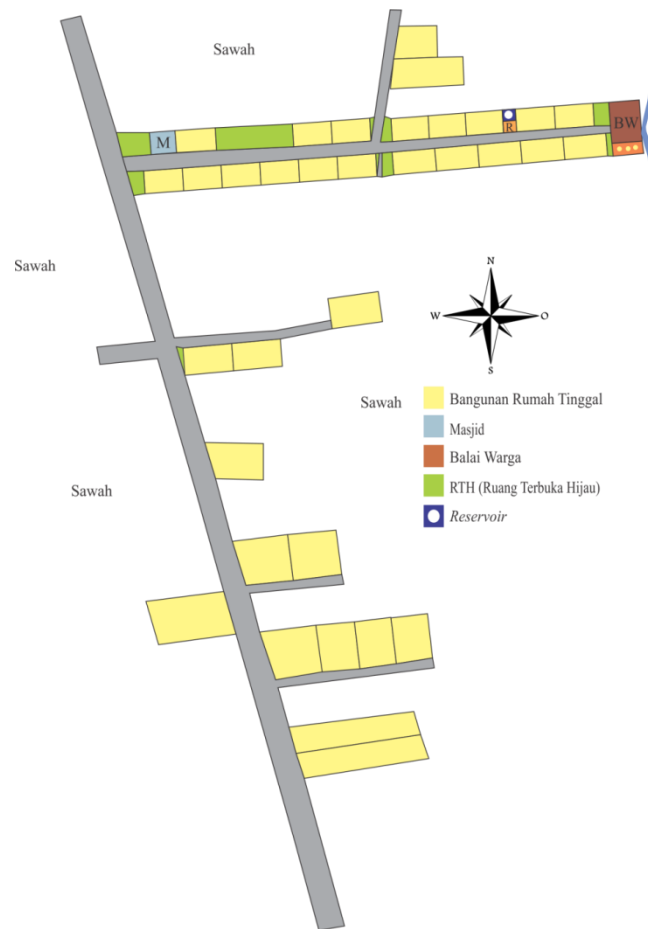 Sawah
M
R
BW
Sawah
N
W
O
S
Sawah
Bangunan Rumah Tinggal
Masjid
Balai Warga
RTH (Ruang Terbuka Hijau)
Reservoir
Sawah